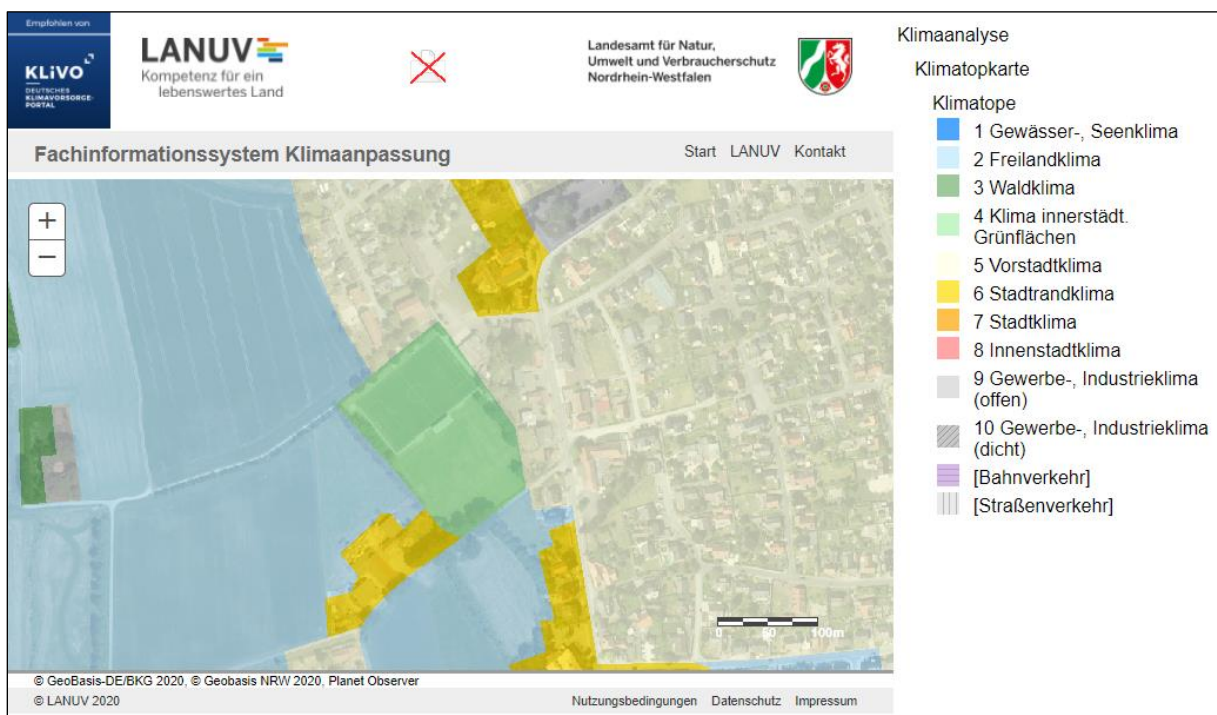 Empfohlen von
KLiVO
DEUTSCHES
KLIMAVORSORGE-
PORTAL
LANUV
Kompetenz für ein
lebenswertes Land
Landesamt für Natur,
Umwelt und Verbraucherschutz
Nordrhein-Westfalen
Fachinformationssystem Klimaanpassung
Start LANUV Kontakt
+
−
0 50 100m
© GeoBasis-DE/BKG 2020, © Geobasis NRW 2020, Planet Observer
© LANUV 2020
Nutzungsbedingungen Datenschutz Impressum
Klimaanalyse
Klimatopkarte
Klimatope
1 Gewässer-, Seenklima
2 Freilandklima
3 Waldklima
4 Klima innerstädt.
Grünflächen
5 Vorstadtklima
6 Stadtrandklima
7 Stadtklima
8 Innenstadtklima
9 Gewerbe-, Industrieklima
(offen)
10 Gewerbe-, Industrieklima
(dicht)
[Bahnverkehr]
[Straßenverkehr]